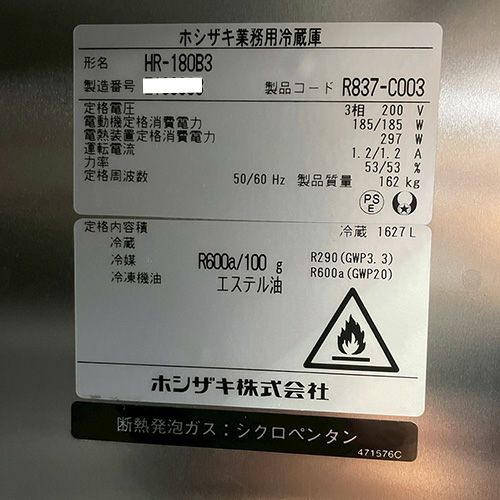 ホシザキ業務用冷蔵庫
形名 HR-180B3
製造番号
製品コード R837-C003
定格電圧 3相 200 V
電動機定格消費電力 185/185 W
電熱装置定格消費電力 297 W
運転電流 1.2/1.2 A
力率 53/53 %
定格周波数 50/60 Hz 製品質量 162 kg
PS
E
定格内容積 冷蔵 1627 L
冷蔵
冷媒 R600a/100 g R290(GWP3.3)
冷凍機油 エステル油 R600a(GWP20)
ホシザキ株式会社
断熱発泡ガス:シクロペンタン
471576C